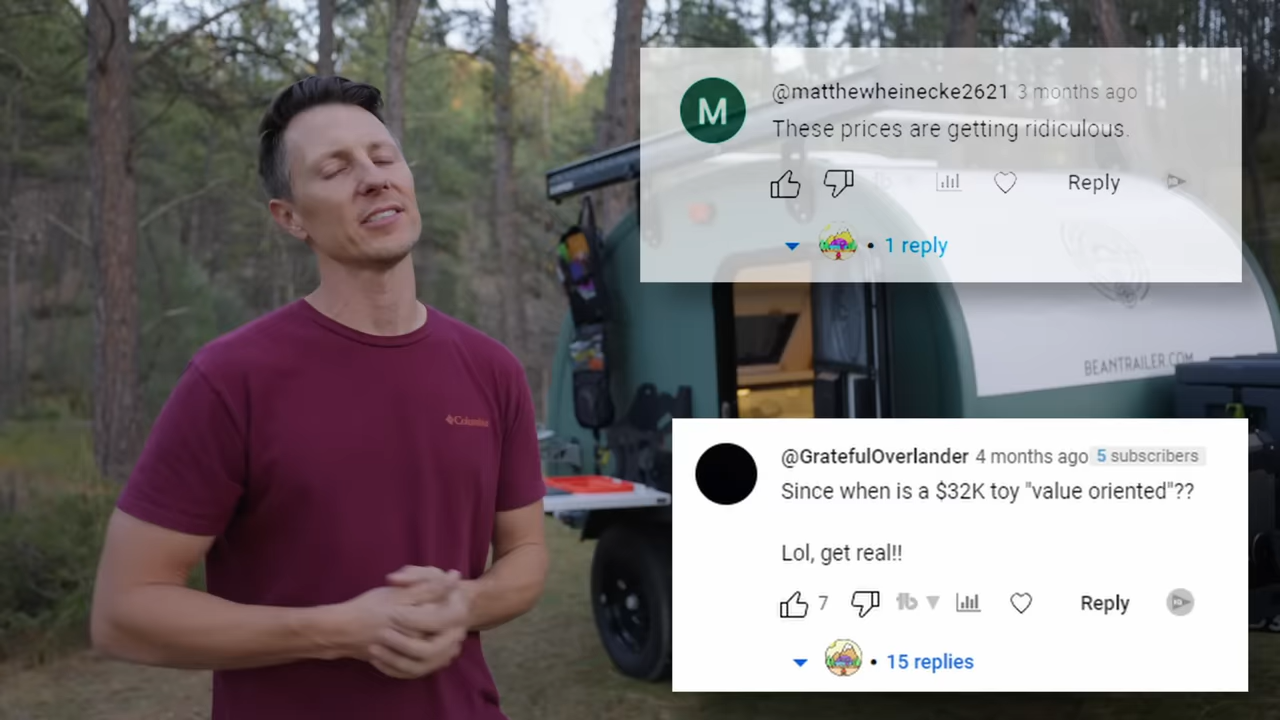 M
@matthewheinecke2621 3 months ago
These prices are getting ridiculous.
Reply
• 1 reply
BEANTRAILER.COM
Columbia
@GratefulOverlander 4 months ago 5 subscribers
Since when is a $32K toy "value oriented"??
Lol, get real!!
7 Reply
• 15 replies